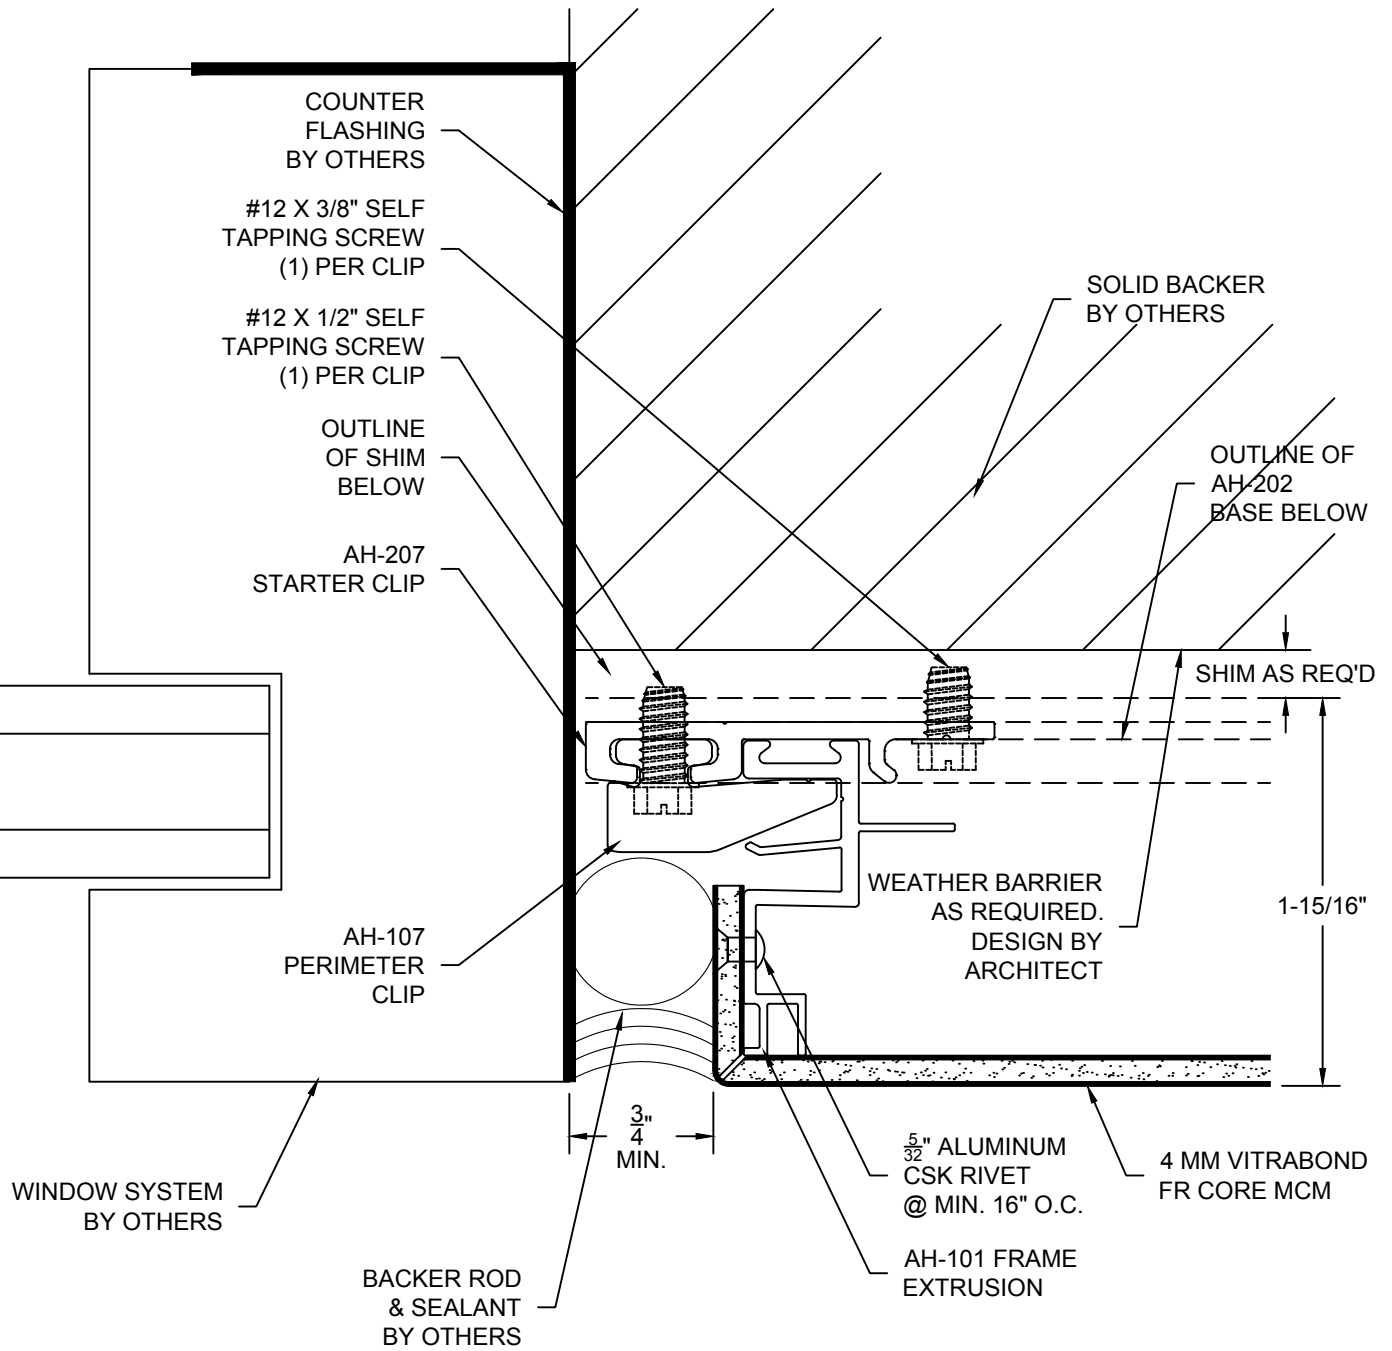 COUNTER
FLASHING
BY OTHERS
#12 X 3/8" SELF
TAPPING SCREW
(1) PER CLIP
#12 X 1/2" SELF
TAPPING SCREW
(1) PER CLIP
OUTLINE
OF SHIM
BELOW
AH-207
STARTER CLIP
SOLID BACKER
BY OTHERS
OUTLINE OF
AH-202
BASE BELOW
SHIM AS REQ'D
1-15/16"
WEATHER BARRIER
AS REQUIRED.
DESIGN BY
ARCHITECT
AH-107
PERIMETER
CLIP
3/4"
MIN.
5/32" ALUMINUM
CSK RIVET
@ MIN. 16" O.C.
4 MM VITRABOND
FR CORE MCM
WINDOW SYSTEM
BY OTHERS
AH-101 FRAME
EXTRUSION
BACKER ROD
& SEALANT
BY OTHERS